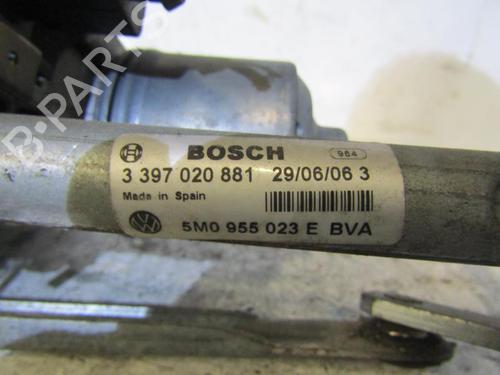 B-PARTS
BOSCH 964
3 397 020 881 29/06/06 3
Made in Spain
5M0 955 023 E BVA